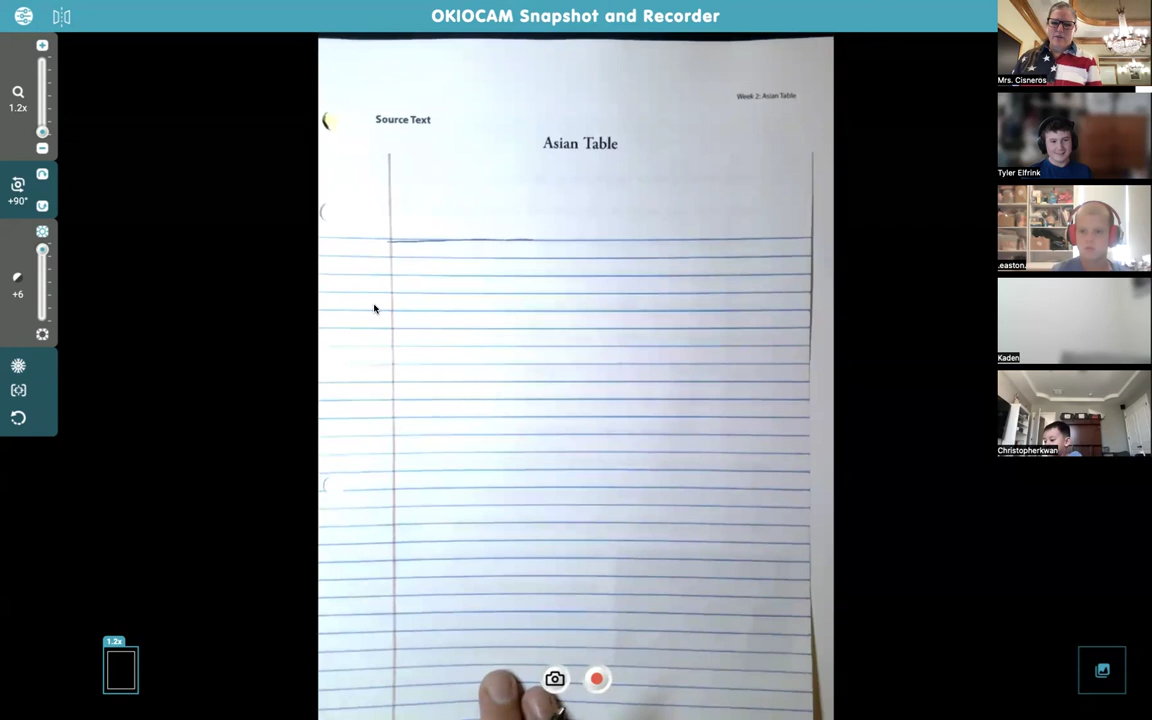 OKIOCAM Snapshot and Recorder
1.2x
+90°
+6
1.2x
Week 2: Asian Table
Source Text
Asian Table
Mrs. Cisneros
Tyler Elfrink
.easton.
Kaden
Christopherkwan